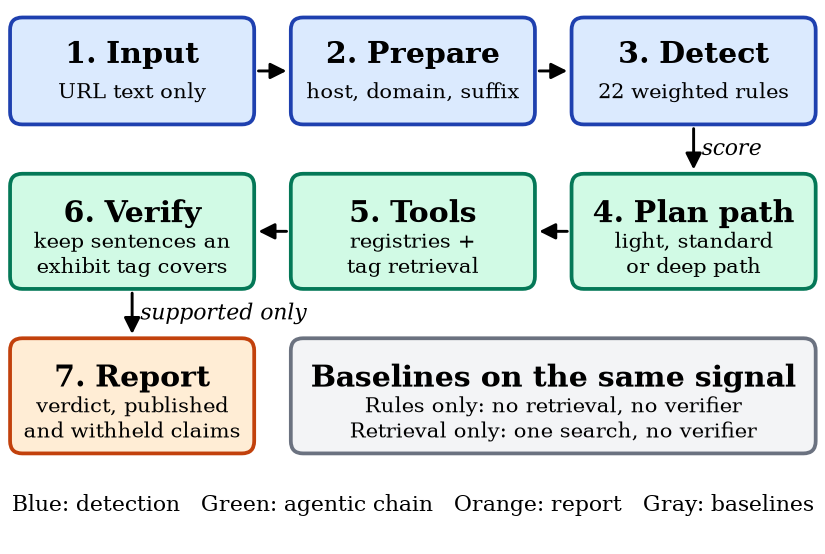 1. Input
URL text only
2. Prepare
host, domain, suffix
3. Detect
22 weighted rules
score
4. Plan path
light, standard
or deep path
5. Tools
registries +
tag retrieval
6. Verify
keep sentences an
exhibit tag covers
supported only
7. Report
verdict, published
and withheld claims
Baselines on the same signal
Rules only: no retrieval, no verifier
Retrieval only: one search, no verifier
Blue: detection Green: agentic chain Orange: report Gray: baselines